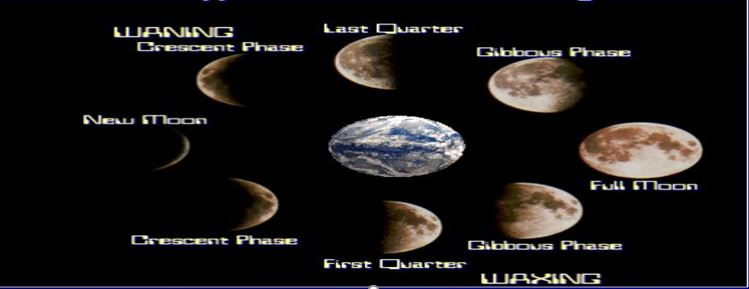 WANING
Crescent Phase
Last Quarter
Gibbous Phase
New Moon
Full Moon
Crescent Phase
Gibbous Phase
First Quarter
WAXING